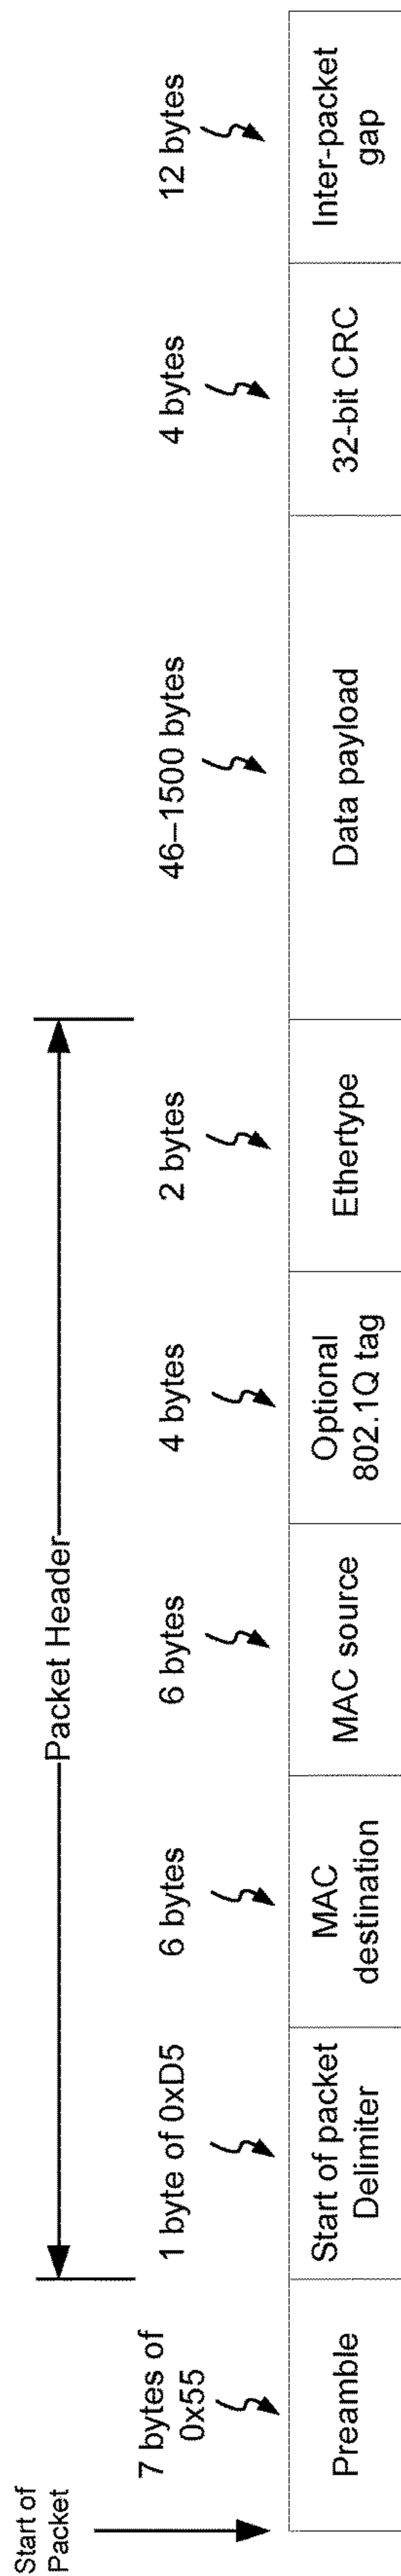 Start of
Packet
Packet Header
7 bytes of
0x55
1 byte of 0xD5
6 bytes
6 bytes
4 bytes
2 bytes
46–1500 bytes
4 bytes
12 bytes
Preamble
Start of packet
Delimiter
MAC
destination
MAC source
Optional
802.1Q tag
Ethertype
Data payload
32-bit CRC
Inter-packet
gap